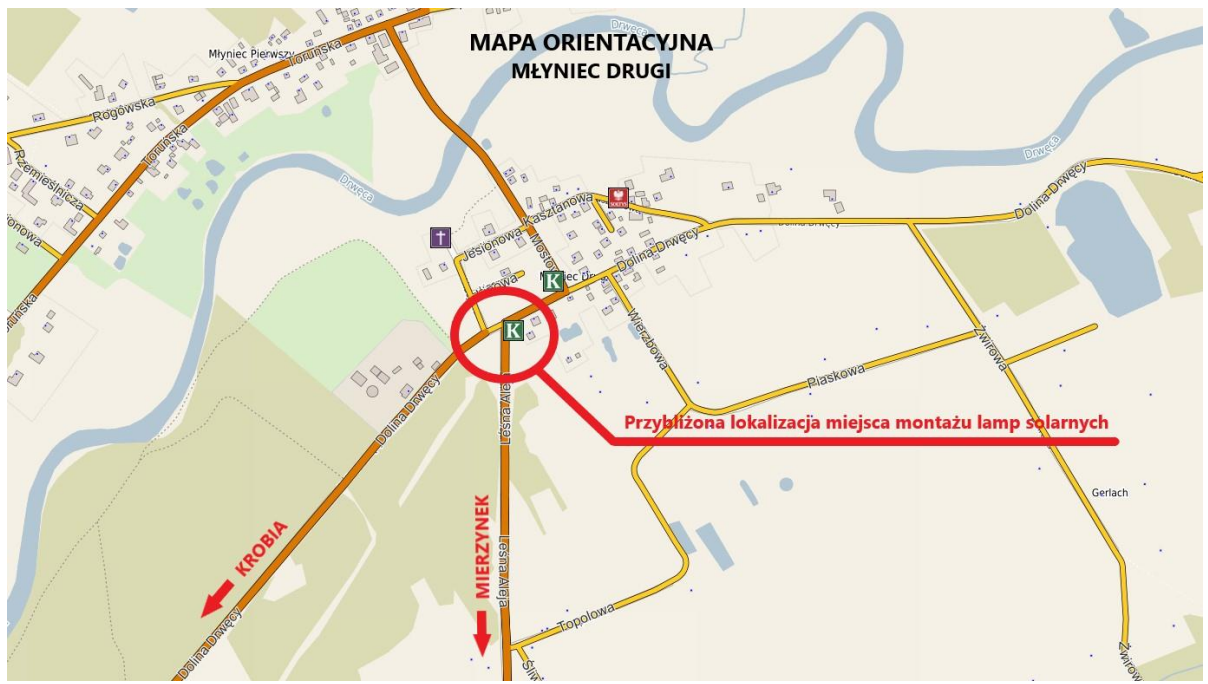 MAPA ORIENTACYJNA
MŁYNIEC DRUGI
Młyniec Pierwszy
Toruńska
Rogowska
Toruńska
Rzemieślnicza
Drwęca
Drwęca
Drwęca
Kasztanowa
SOŁTYS
Jesionowa
Mostowa
Dolina Drwęcy
Dolina Drwęcy
K
K
Wierzbowa
Żwirowa
Piaskowa
Przybliżona lokalizacja miejsca montażu lamp solarnych
Leśna Aleja
Dolina Drwęcy
Gerlach
KROBIA
MIERZYNEK
Leśna Aleja
Topolowa
Dolina Drwęcy